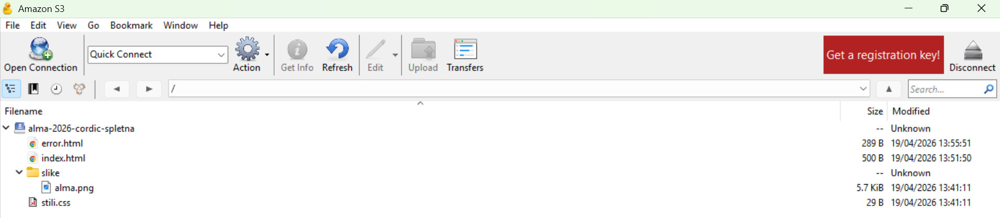 Amazon S3
File Edit View Go Bookmark Window Help
Open Connection Quick Connect Action Get Info Refresh Edit Upload Transfers Get a registration key! Disconnect
/ Search...
Filename Size Modified
alma-2026-cordic-spletna -- Unknown
error.html 289 B 19/04/2026 13:55:51
index.html 500 B 19/04/2026 13:51:50
slike -- Unknown
alma.png 5.7 KiB 19/04/2026 13:41:11
stili.css 29 B 19/04/2026 13:41:11